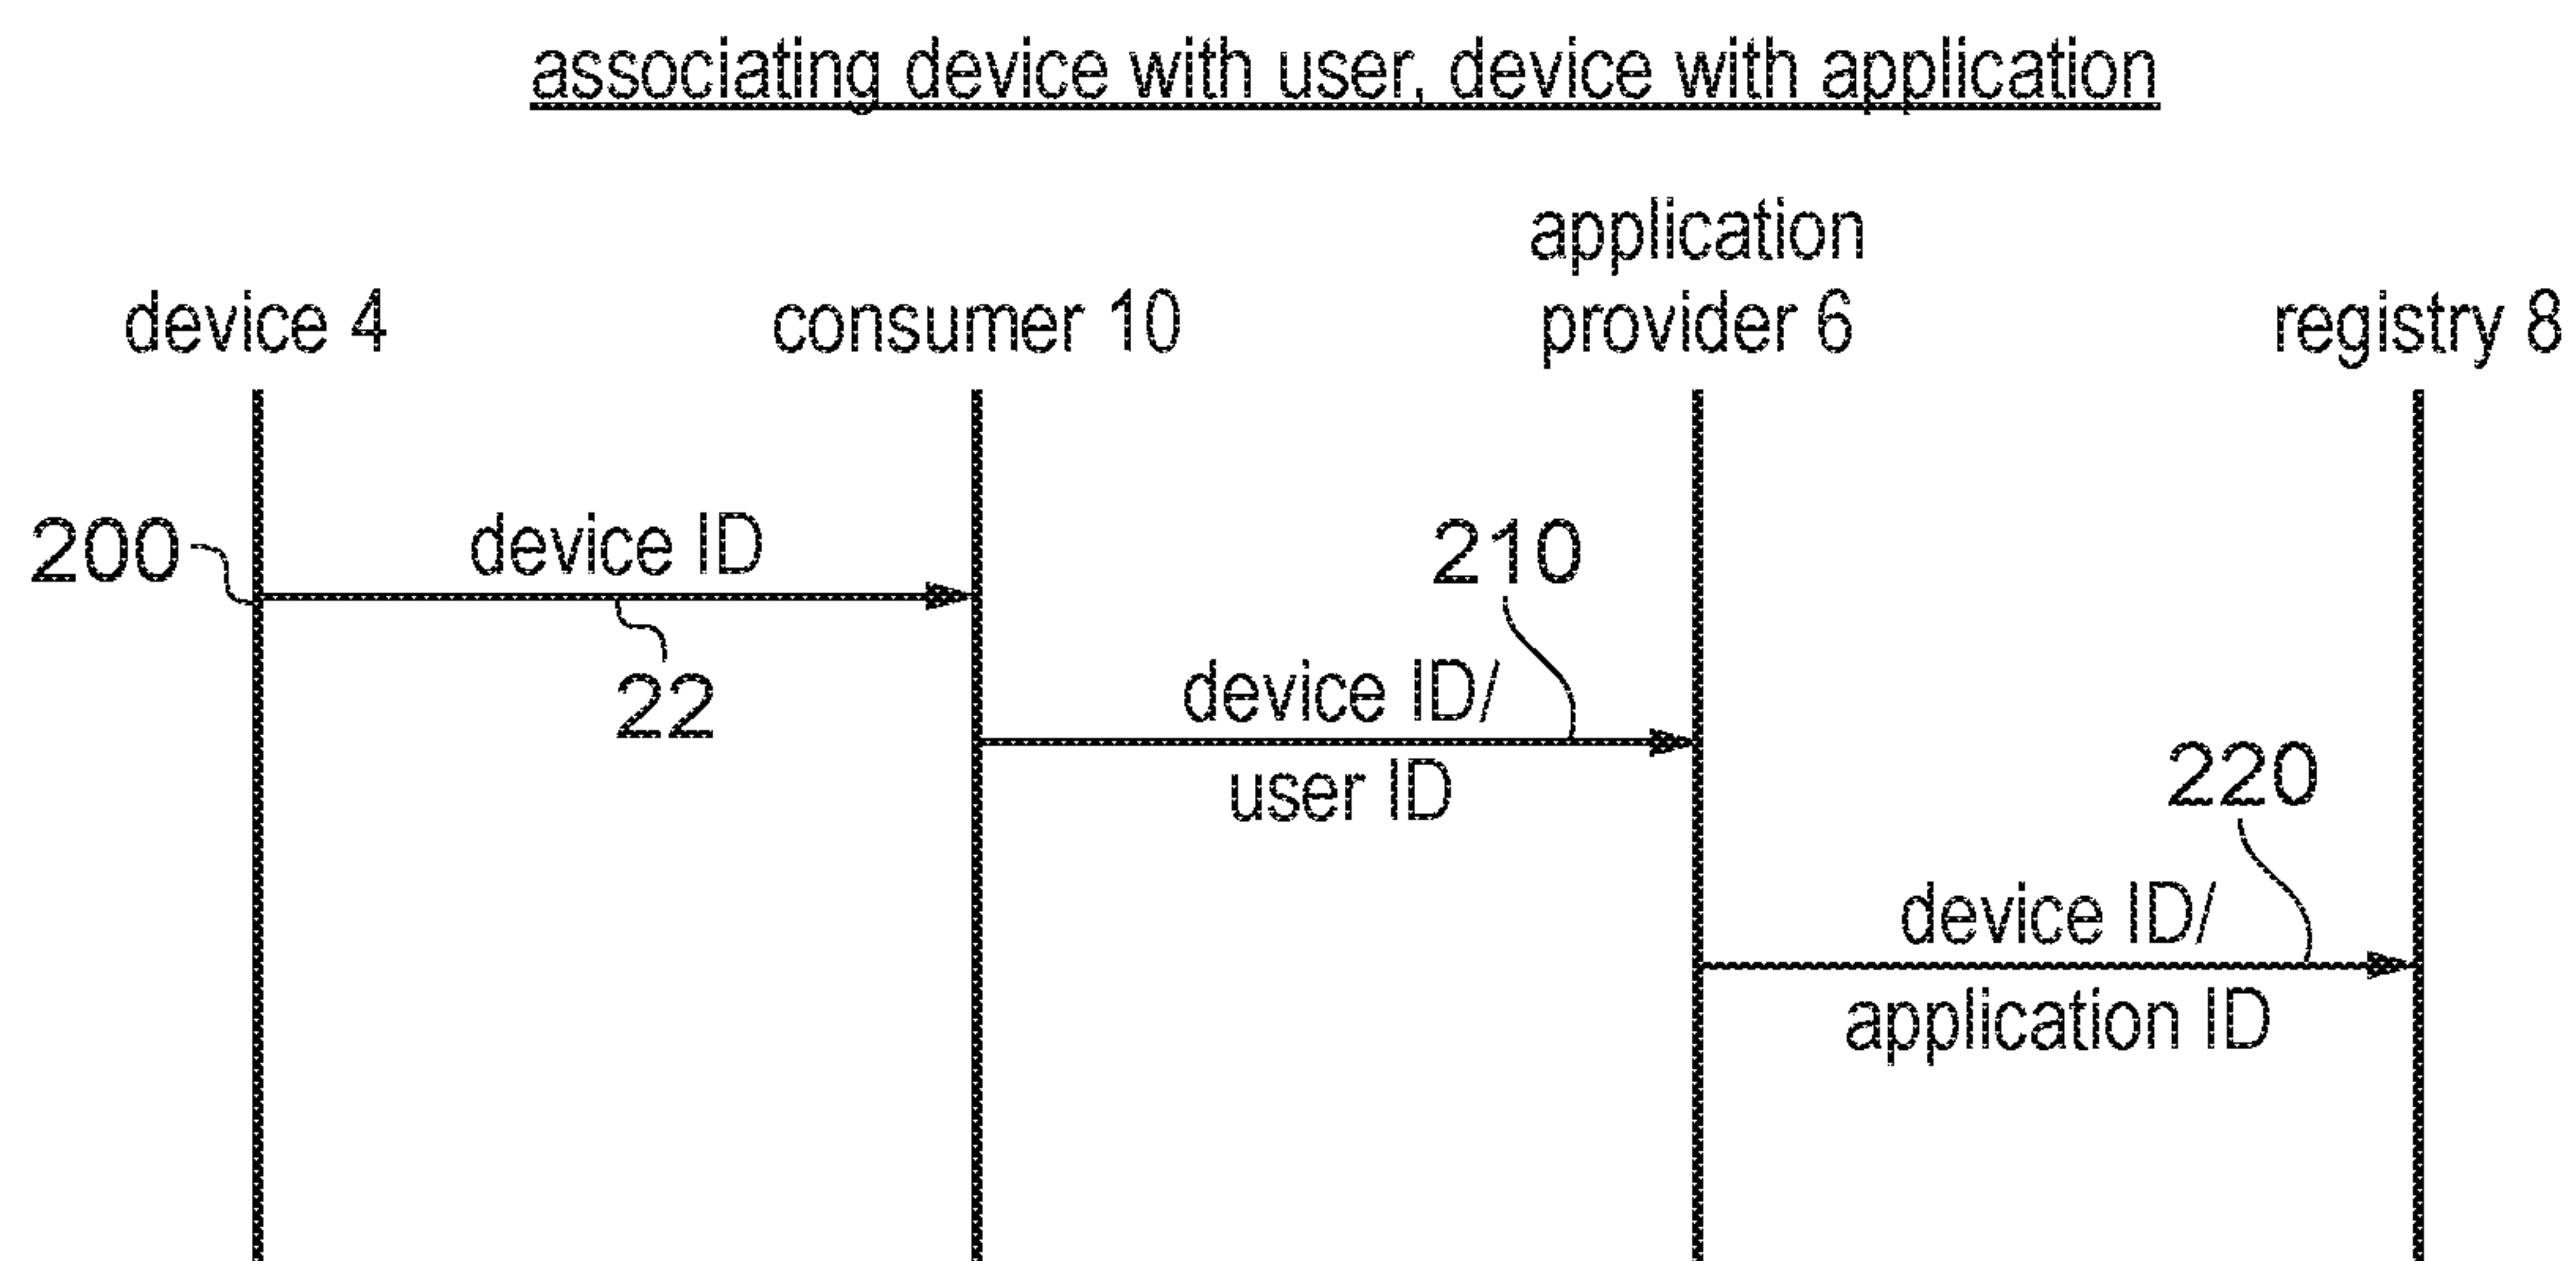 associating device with user, device with application
application
device 4
consumer 10
provider 6
registry 8
200
device ID
22
210
device ID/
user ID
220
device ID/
application ID